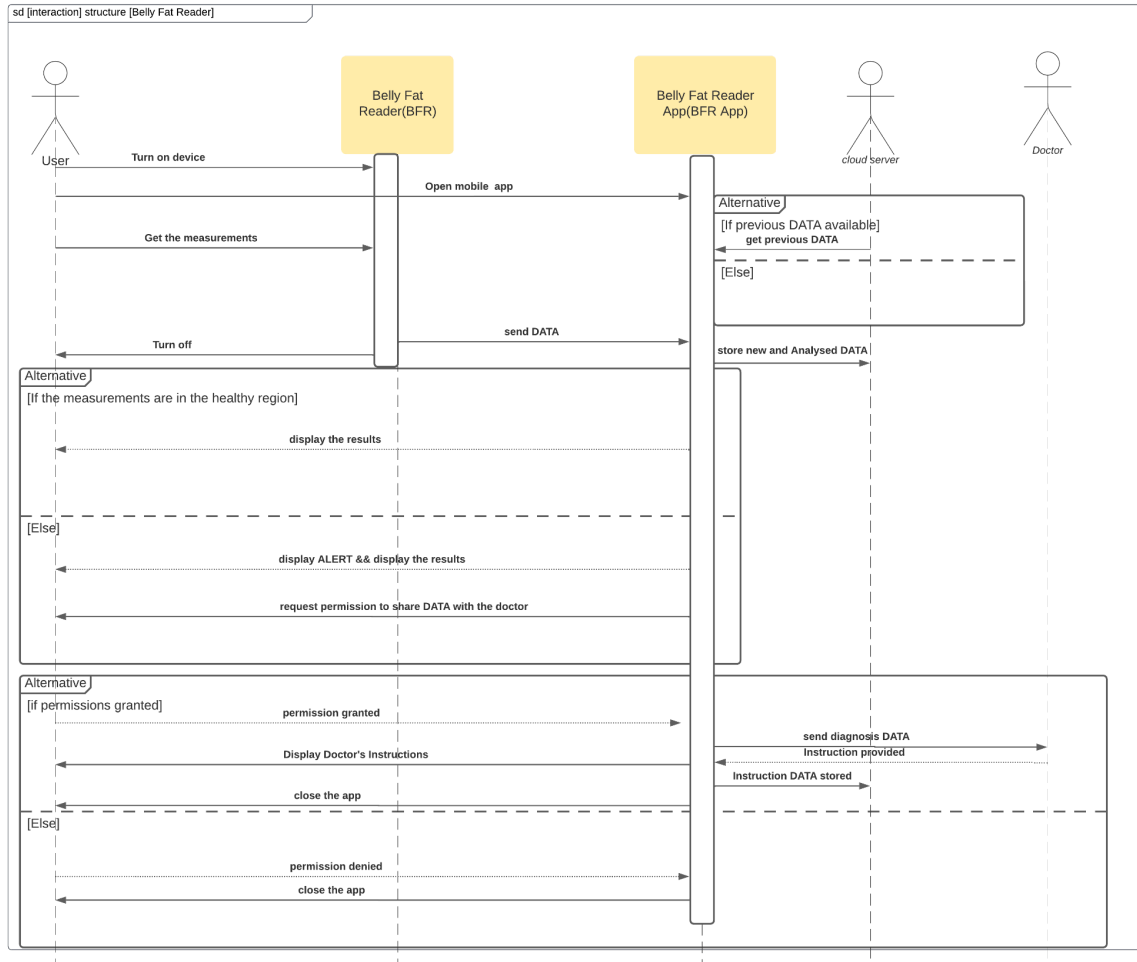 sd [interaction] structure [Belly Fat Reader]
Belly Fat
Reader(BFR)
Belly Fat Reader
App(BFR App)
User
cloud server
Doctor
Turn on device
Open mobile app
Alternative
[If previous DATA available]
get previous DATA
Get the measurements
[Else]
send DATA
Turn off
store new and Analysed DATA
Alternative
[If the measurements are in the healthy region]
display the results
[Else]
display ALERT && display the results
request permission to share DATA with the doctor
Alternative
[if permissions granted]
permission granted
send diagnosis DATA
Instruction provided
Display Doctor's Instructions
Instruction DATA stored
close the app
[Else]
permission denied
close the app